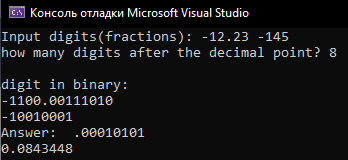 Консоль отладки Microsoft Visual Studio
Input digits(fractions): -12.23 -145
how many digits after the decimal point? 8
digit in binary:
-1100.00111010
-10010001
Answer:  .00010101
0.0843448